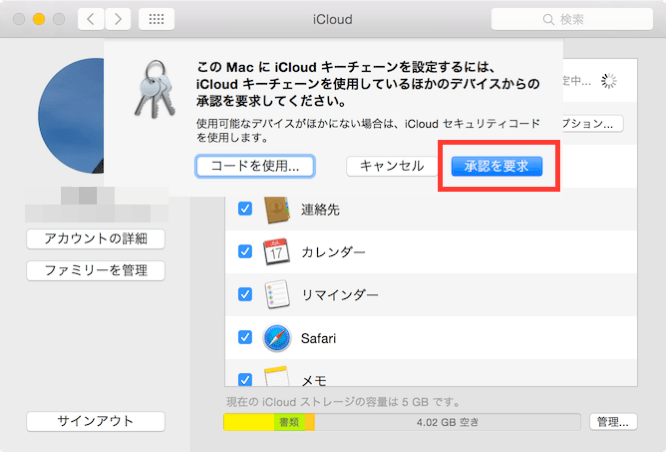 iCloud
検索
この Mac に iCloud キーチェーンを設定するには、
iCloud キーチェーンを使用しているほかのデバイスからの
承認を要求してください。
使用可能なデバイスがほかにない場合は、iCloud セキュリティコード
を使用します。
コードを使用...
キャンセル
承認を要求
定中...
プション...
アカウントの詳細
ファミリーを管理
連絡先
JUL
17
カレンダー
リマインダー
Safari
メモ
現在の iCloud ストレージの容量は 5 GB です。
サインアウト
書類
4.02 GB 空き
管理...